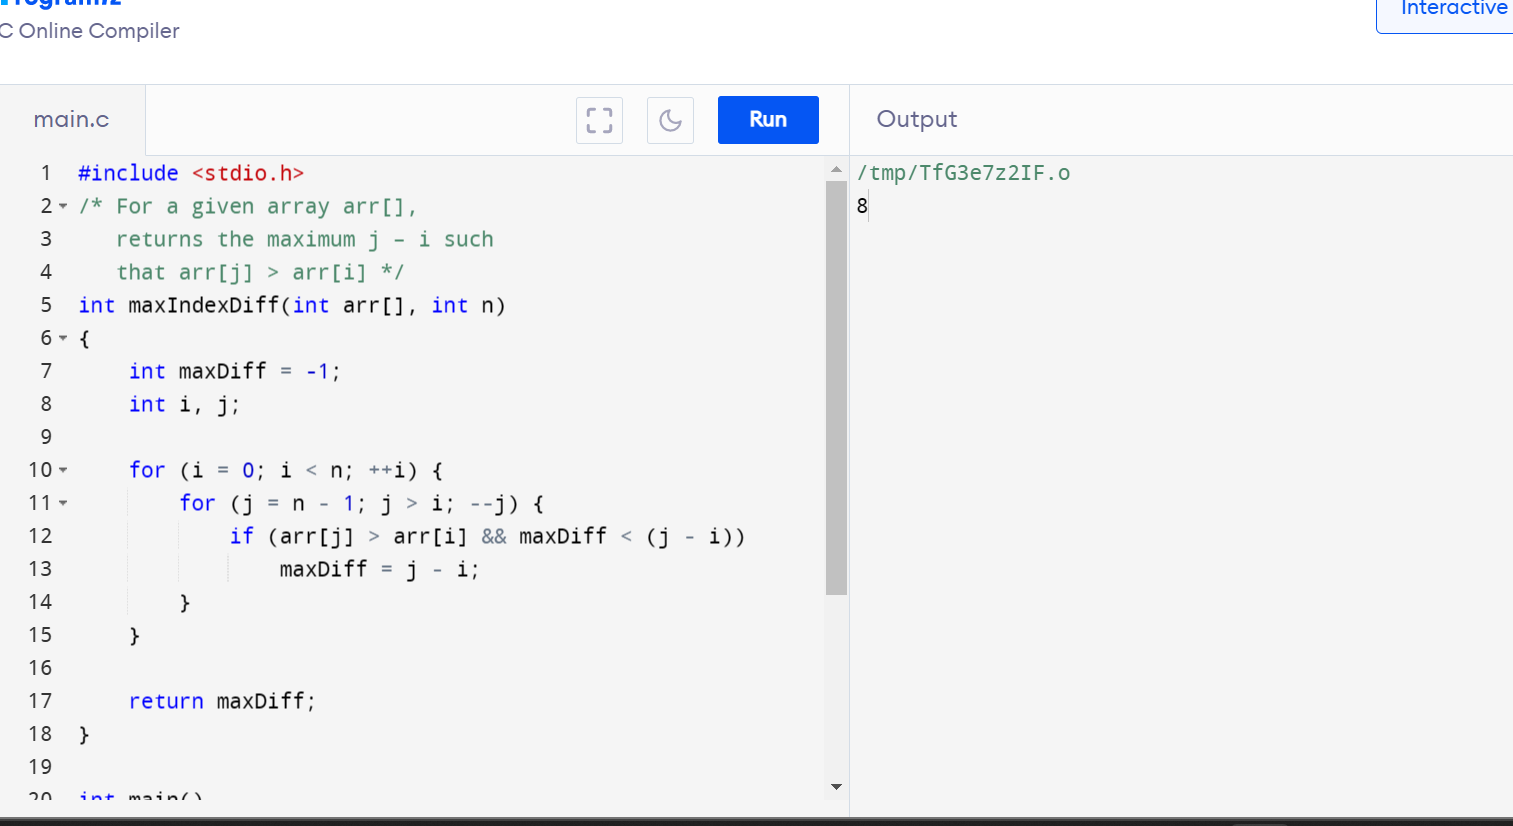 C Online Compiler
Interactive
main.c
Run
Output
1 #include <stdio.h>
2 /* For a given array arr[],
3 returns the maximum j – i such
4 that arr[j] > arr[i] */
5 int maxIndexDiff(int arr[], int n)
6 {
7 int maxDiff = -1;
8 int i, j;
9
10 for (i = 0; i < n; ++i) {
11 for (j = n - 1; j > i; --j) {
12 if (arr[j] > arr[i] && maxDiff < (j - i))
13 maxDiff = j - i;
14 }
15 }
16
17 return maxDiff;
18 }
19
20 int main()
/tmp/TfG3e7z2IF.o
8